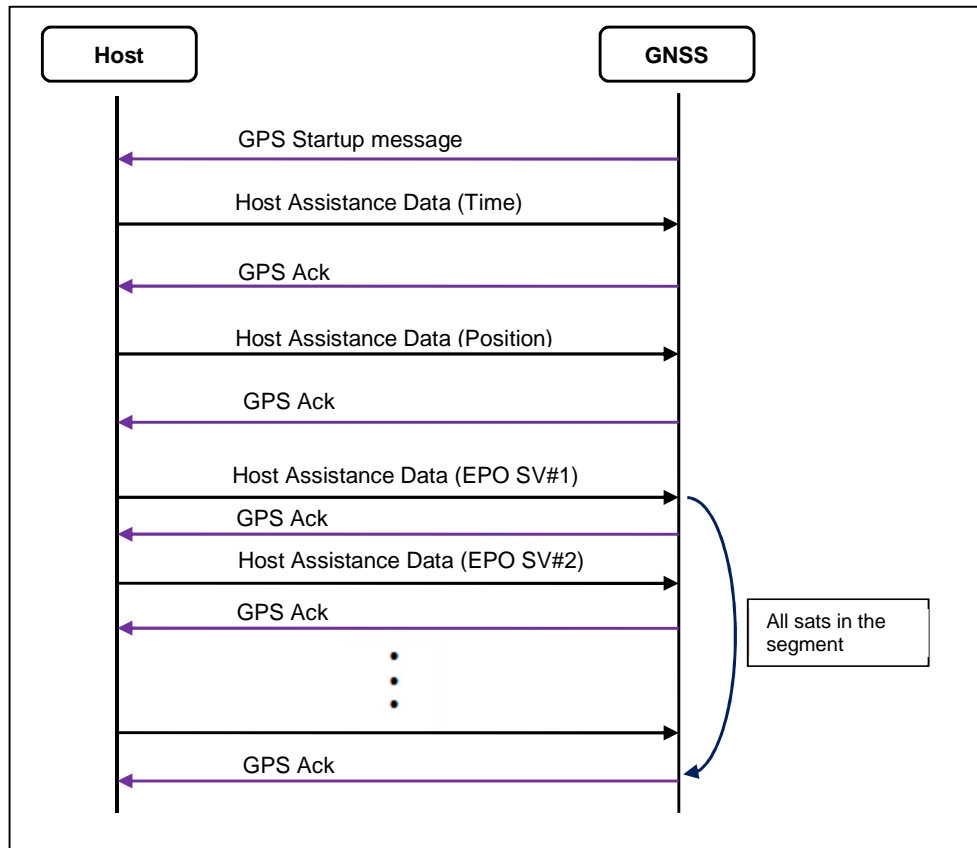 Host
GNSS
GPS Startup message
Host Assistance Data (Time)
GPS Ack
Host Assistance Data (Position)
GPS Ack
Host Assistance Data (EPO SV#1)
GPS Ack
Host Assistance Data (EPO SV#2)
GPS Ack
All sats in the
segment
GPS Ack